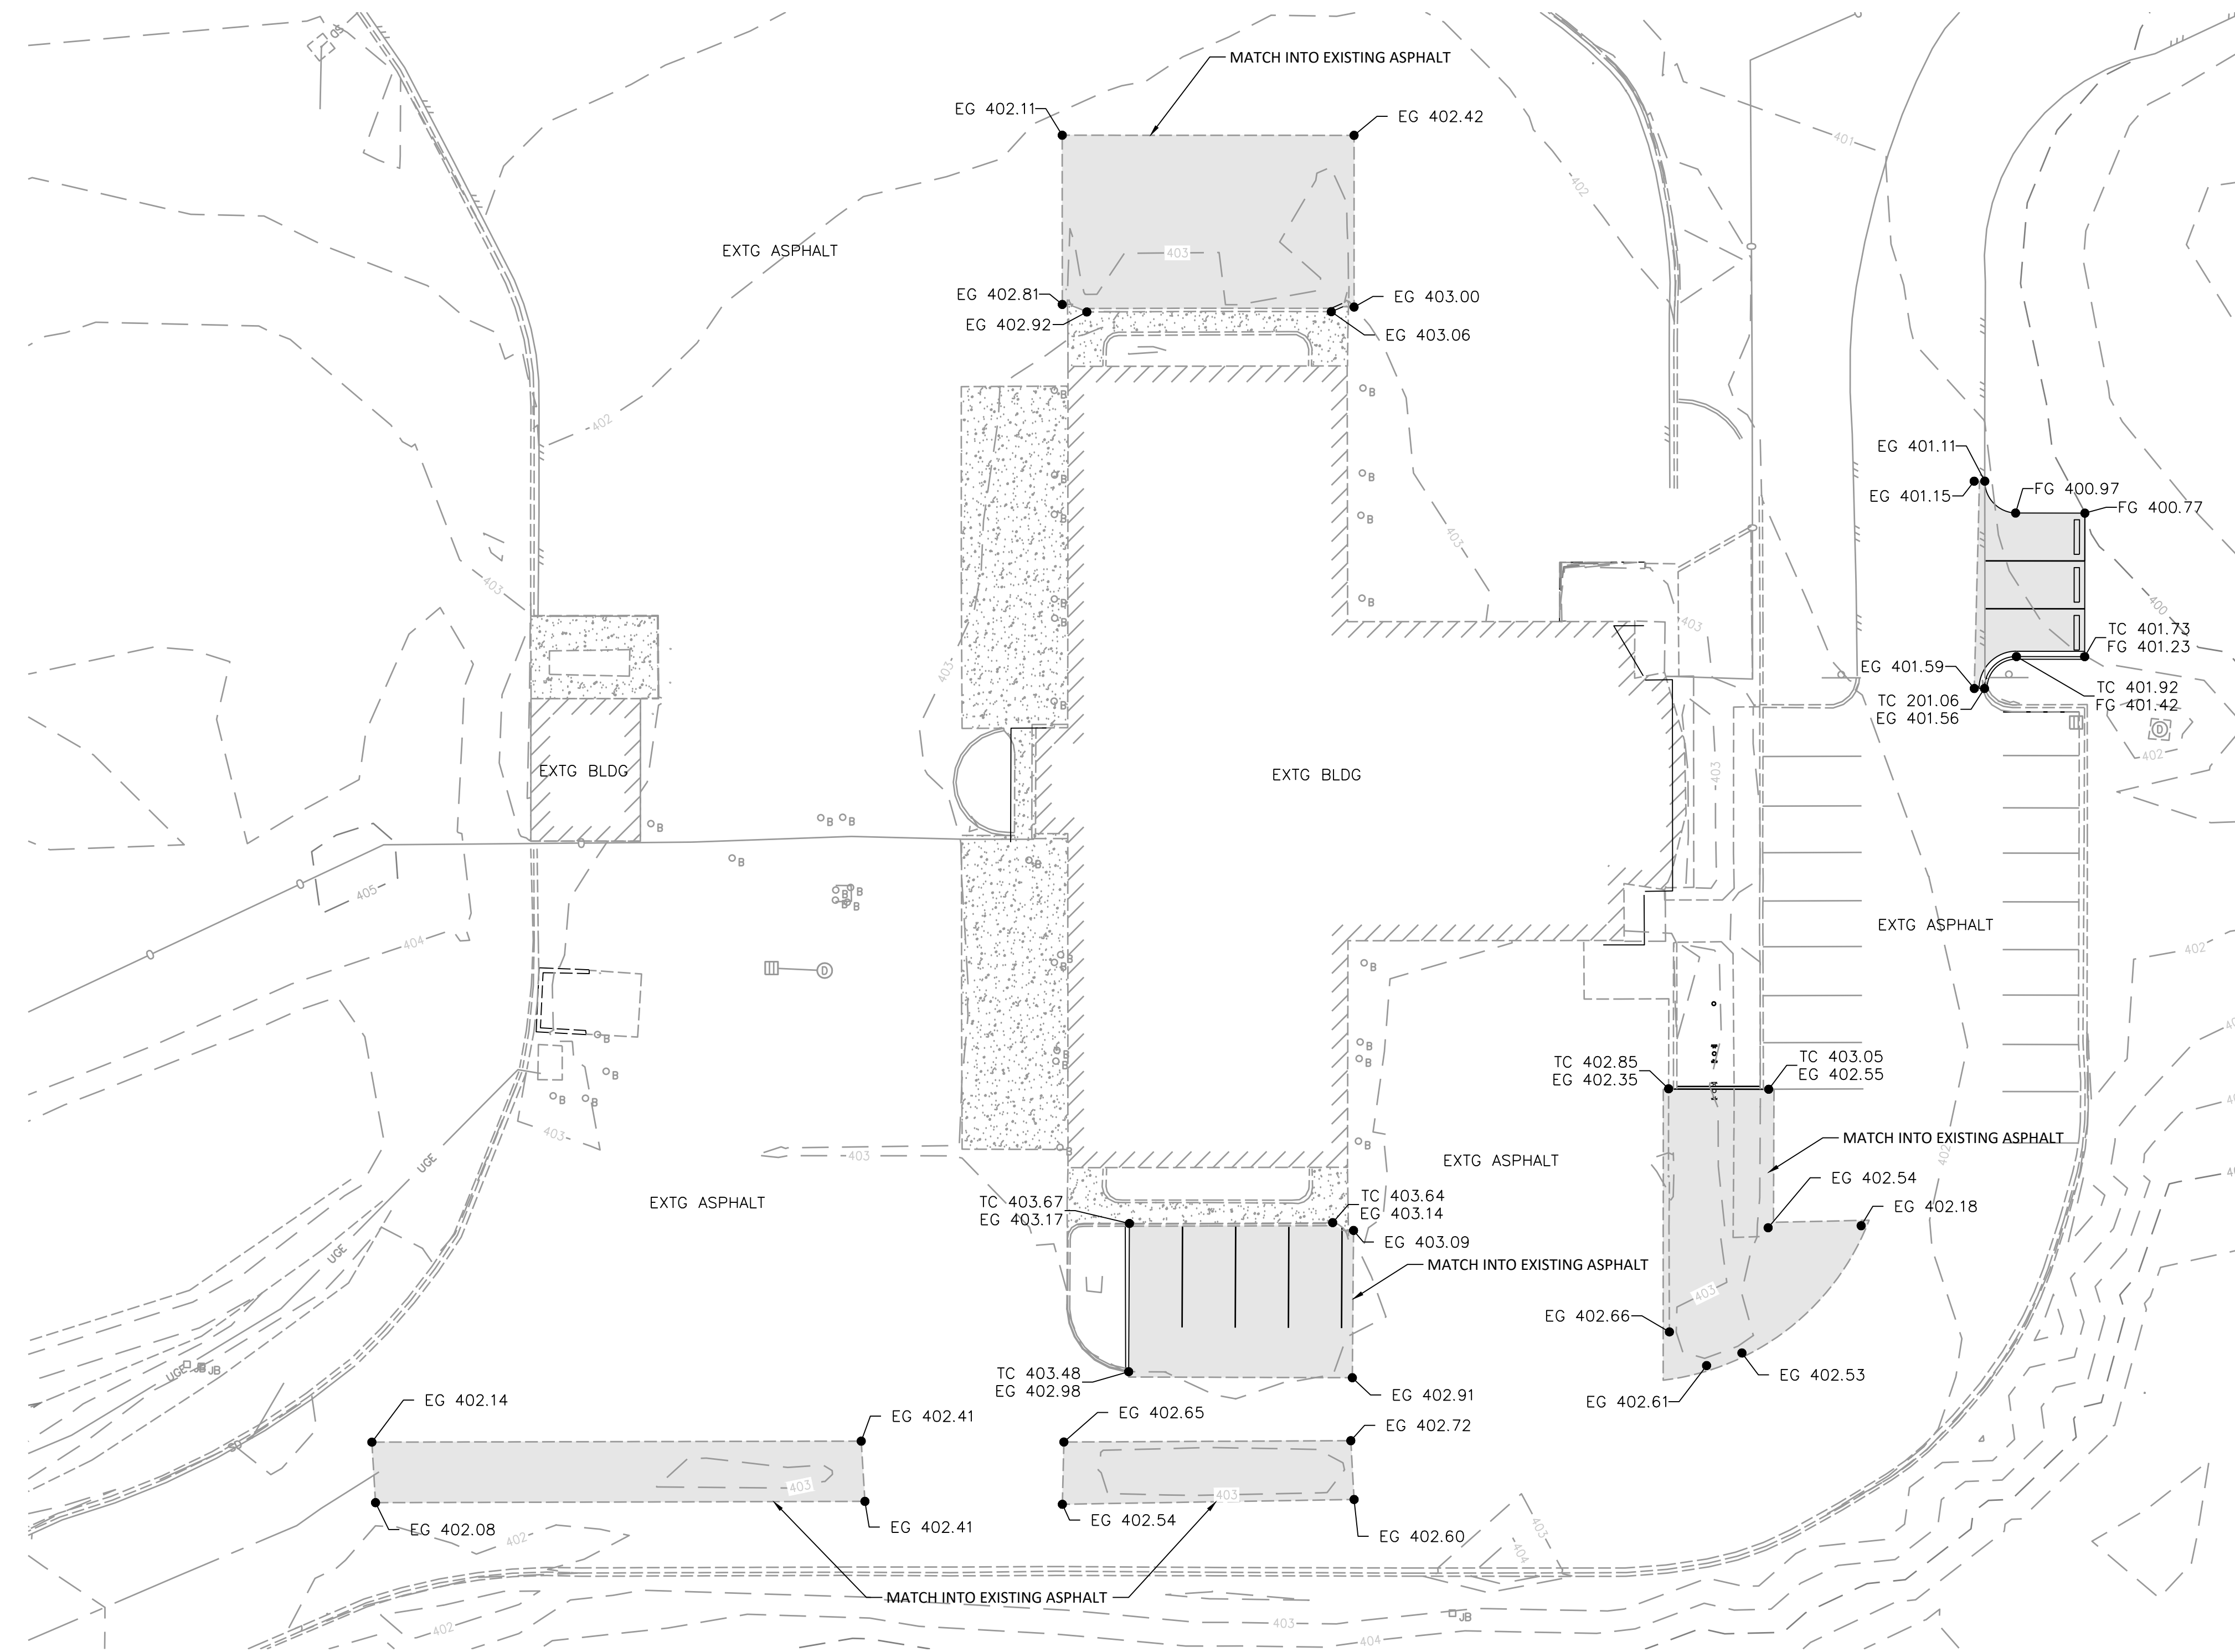 OS
MATCH INTO EXISTING ASPHALT
EG 402.11
EG 402.42
401
402
EXTG ASPHALT
403
EG 402.81
EG 403.00
EG 402.92
EG 403.06
402
B
B
EG 401.11
B
B
EG 401.15
FG 400.97
FG 400.77
B
B
403
403
B
B
B
400
403
TC 401.73
FG 401.23
EG 401.59
403
TC 401.92
FG 401.42
TC 201.06
EG 401.56
B
D
402
EXTG BLDG
EXTG BLDG
403
B
B
B
B
B
405
B
B
B
B
EXTG ASPHALT
404
402
B
B
B
D
B
B
B
B
B
B
TC 402.85
EG 402.35
TC 403.05
EG 402.55
B
B
B
403
403
B
B
MATCH INTO EXISTING ASPHALT
402
UGE
EXTG ASPHALT
EG 402.54
EXTG ASPHALT
TC 403.67
EG 403.17
TC 403.64
EG 403.14
EG 402.18
EG 403.09
UGE
MATCH INTO EXISTING ASPHALT
403
EG 402.66
UGE
JB
TC 403.48
EG 402.98
EG 402.53
EG 402.91
EG 402.61
EG 402.14
EG 402.41
EG 402.65
EG 402.72
403
403
EG 402.08
EG 402.41
EG 402.54
EG 402.60
402
403
404
MATCH INTO EXISTING ASPHALT
402
403
JB
404